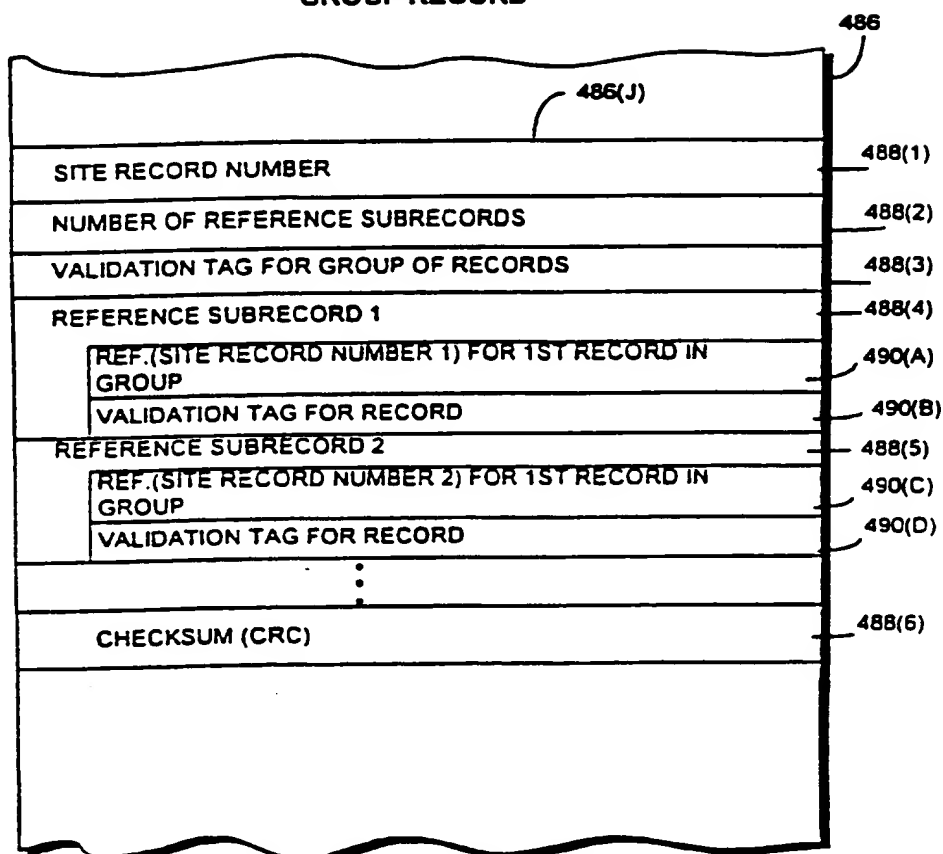 GROUP RECORD
486
486(J)
SITE RECORD NUMBER 488(1)
NUMBER OF REFERENCE SUBRECORDS 488(2)
VALIDATION TAG FOR GROUP OF RECORDS 488(3)
REFERENCE SUBRECORD 1 488(4)
REF.(SITE RECORD NUMBER 1) FOR 1ST RECORD IN 490(A)
GROUP
VALIDATION TAG FOR RECORD 490(B)
REFERENCE SUBRECORD 2 488(5)
REF.(SITE RECORD NUMBER 2) FOR 1ST RECORD IN 490(C)
GROUP
VALIDATION TAG FOR RECORD 490(D)
CHECKSUM (CRC) 488(6)